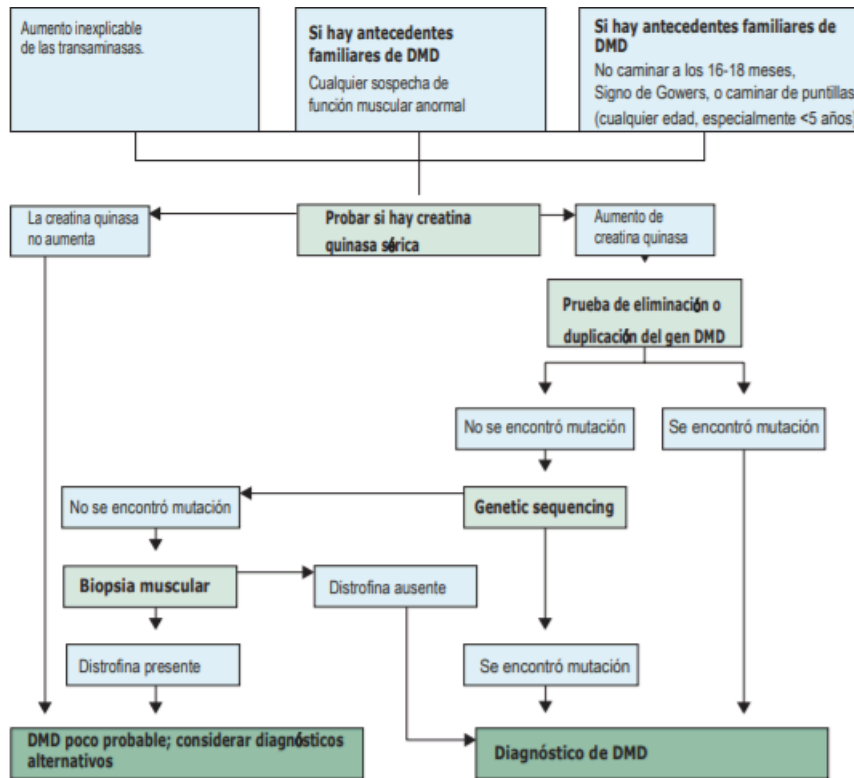 Aumento inexplicable
de las transaminasas.
Si hay antecedentes
familiares de DMD
Cualquier sospecha de
función muscular anormal
Si hay antecedentes familiares de
DMD
No caminar a los 16-18 meses,
Signo de Gowers, o caminar de puntillas
(cualquier edad, especialmente <5 años)
La creatina quinasa
no aumenta
Probar si hay creatina
quinasa sérica
Aumento de
creatina quinasa
Prueba de eliminación o
duplicación del gen DMD
No se encontró mutación
Se encontró mutación
No se encontró mutación
Genetic sequencing
Biopsia muscular
Distrofina ausente
Distrofina presente
Se encontró mutación
DMD poco probable; considerar diagnósticos
alternativos
Diagnóstico de DMD